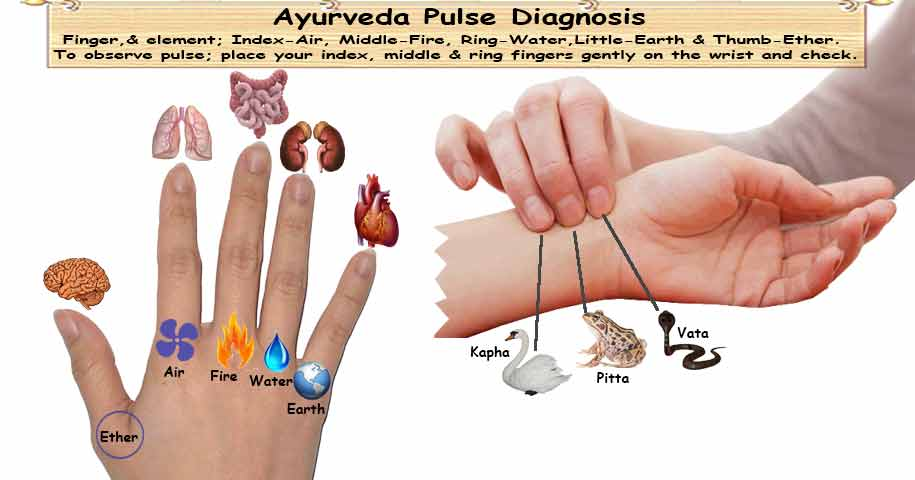 Ayurveda Pulse Diagnosis
Finger,& element; Index-Air, Middle-Fire, Ring-Water,Little-Earth & Thumb-Ether.
To observe pulse; place your index, middle & ring fingers gently on the wrist and check.
Air
Fire
Water
Earth
Ether
Kapha
Pitta
Vata